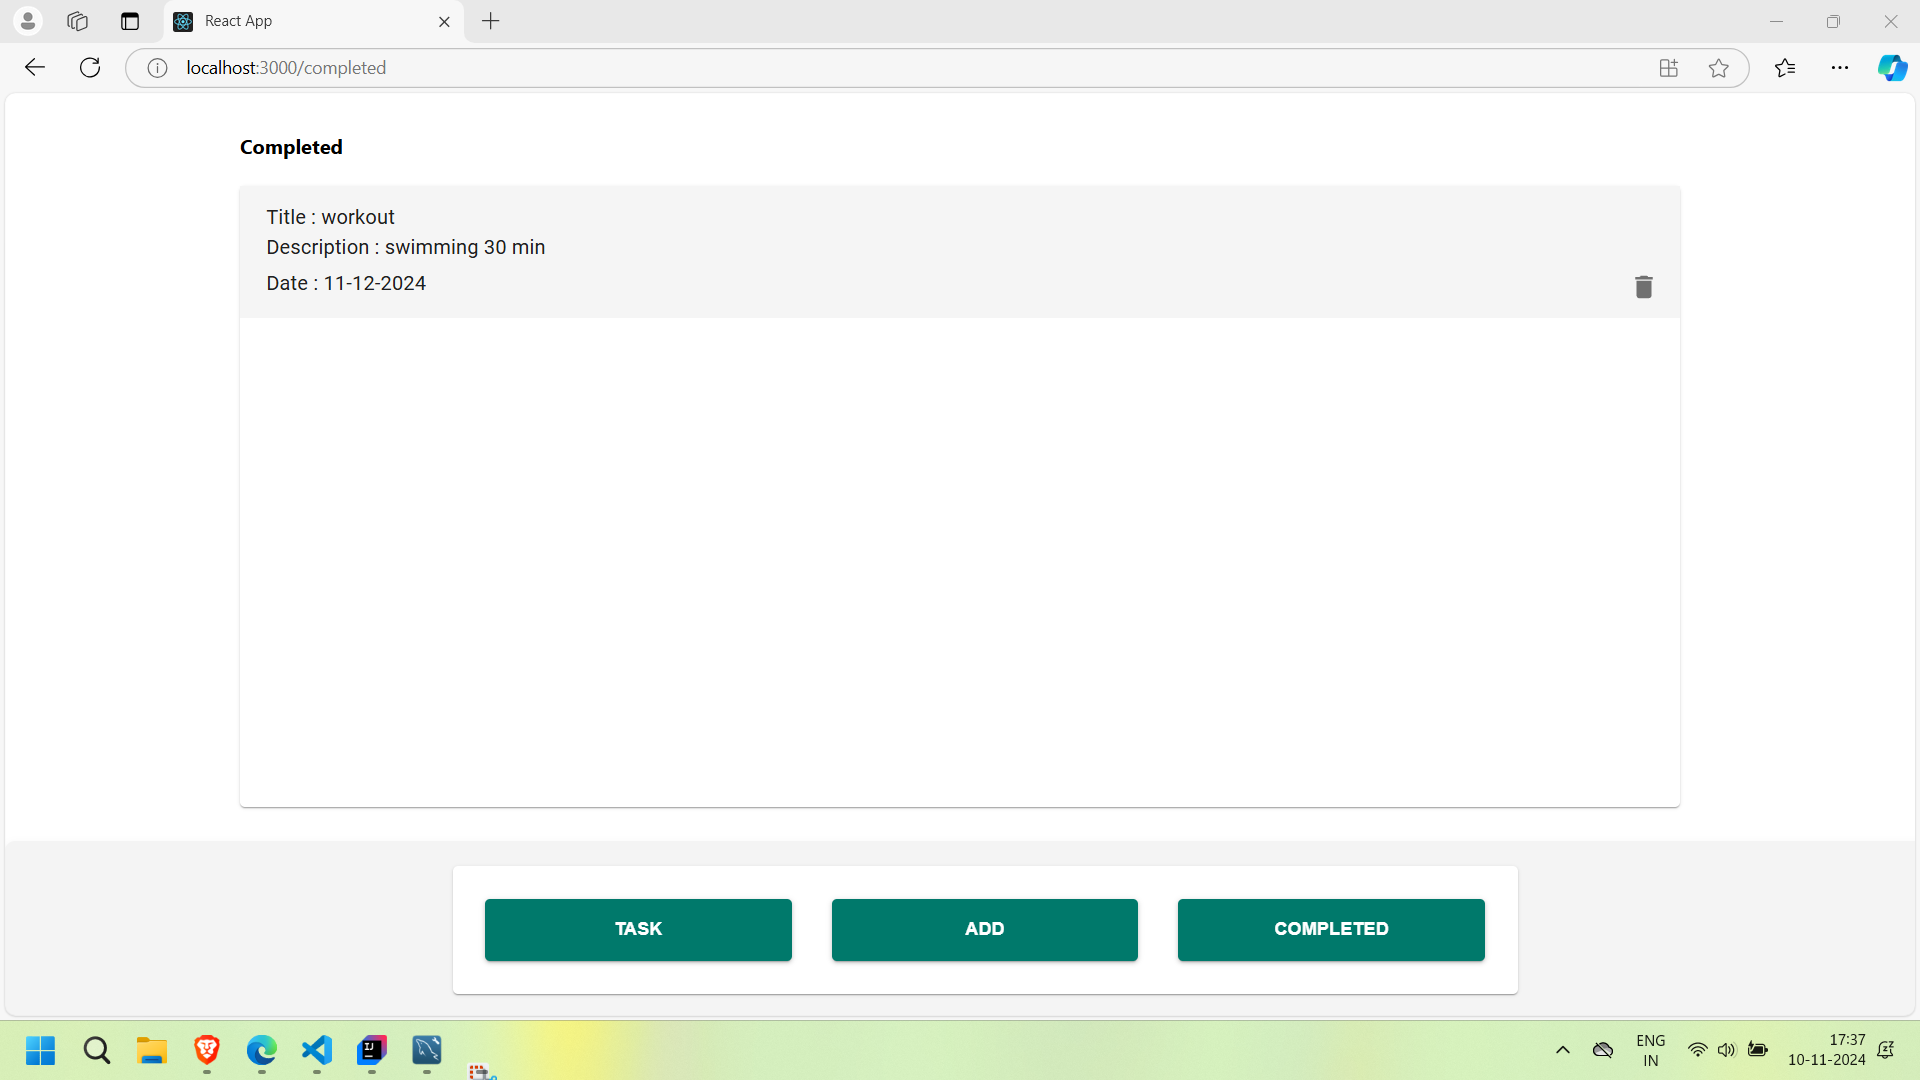 React App
localhost:3000/completed
Completed
Title : workout
Description : swimming 30 min
Date : 11-12-2024
TASK
ADD
COMPLETED
IJ
ENG
IN
17:37
10-11-2024